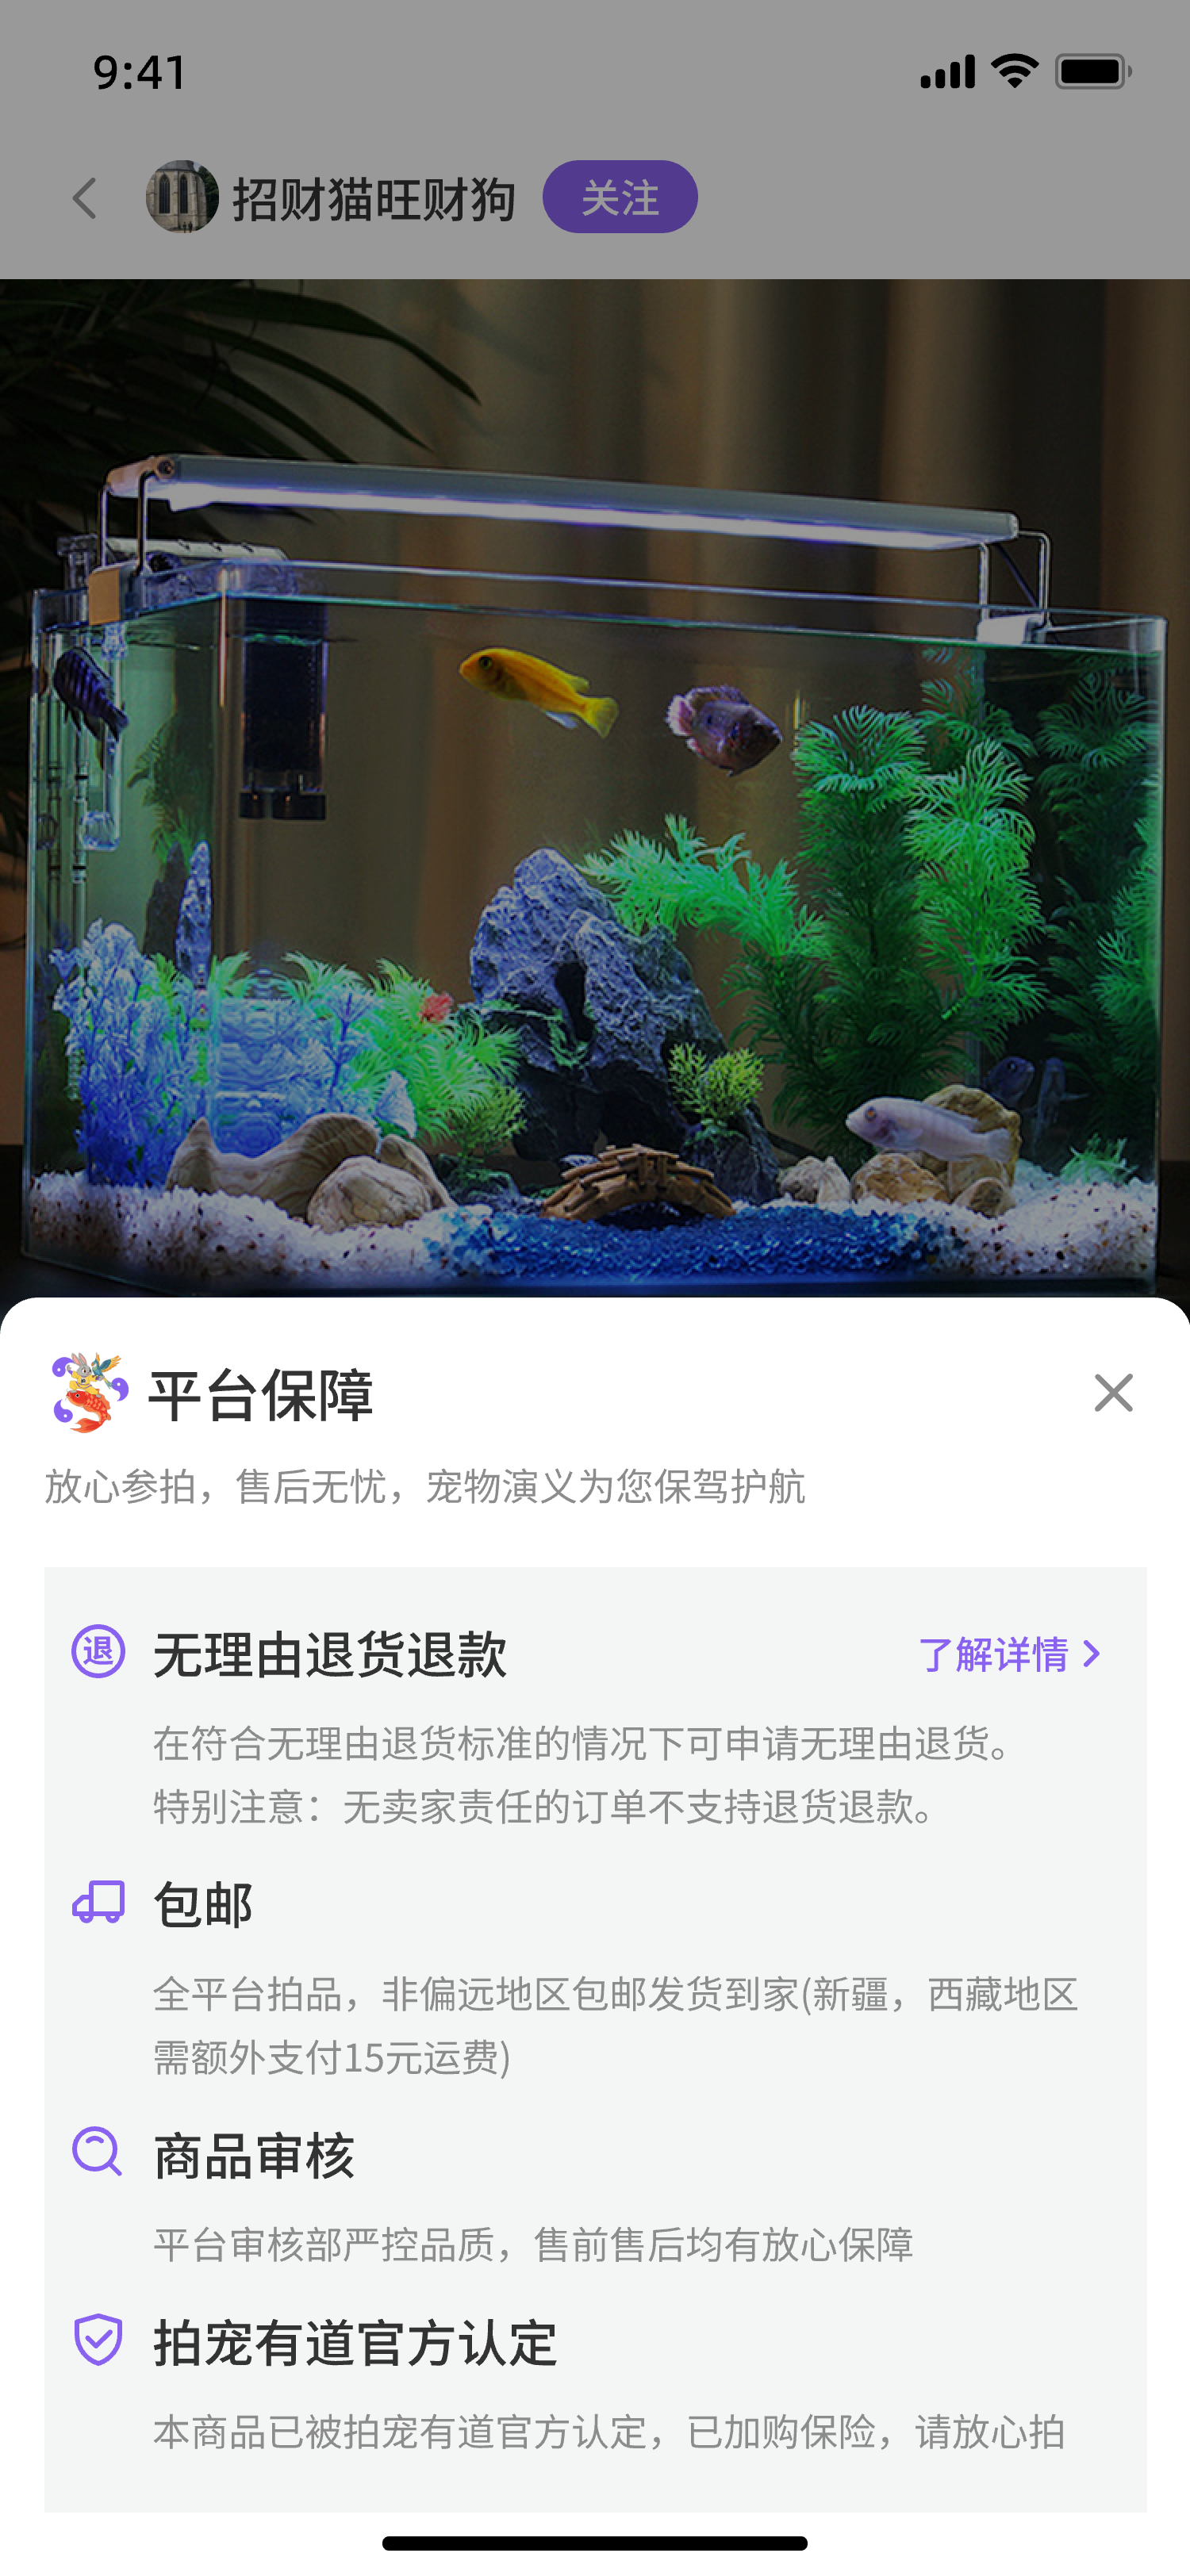 9:41
招财猫旺财狗 关注
平台保障
放心参拍，售后无忧，宠物演义为您保驾护航
退 无理由退货退款 了解详情
在符合无理由退货标准的情况下可申请无理由退货。
特别注意：无卖家责任的订单不支持退货退款。
包邮
全平台拍品，非偏远地区包邮发货到家(新疆，西藏地区
需额外支付15元运费)
商品审核
平台审核部严控品质，售前售后均有放心保障
拍宠有道官方认定
本商品已被拍宠有道官方认定，已加购保险，请放心拍